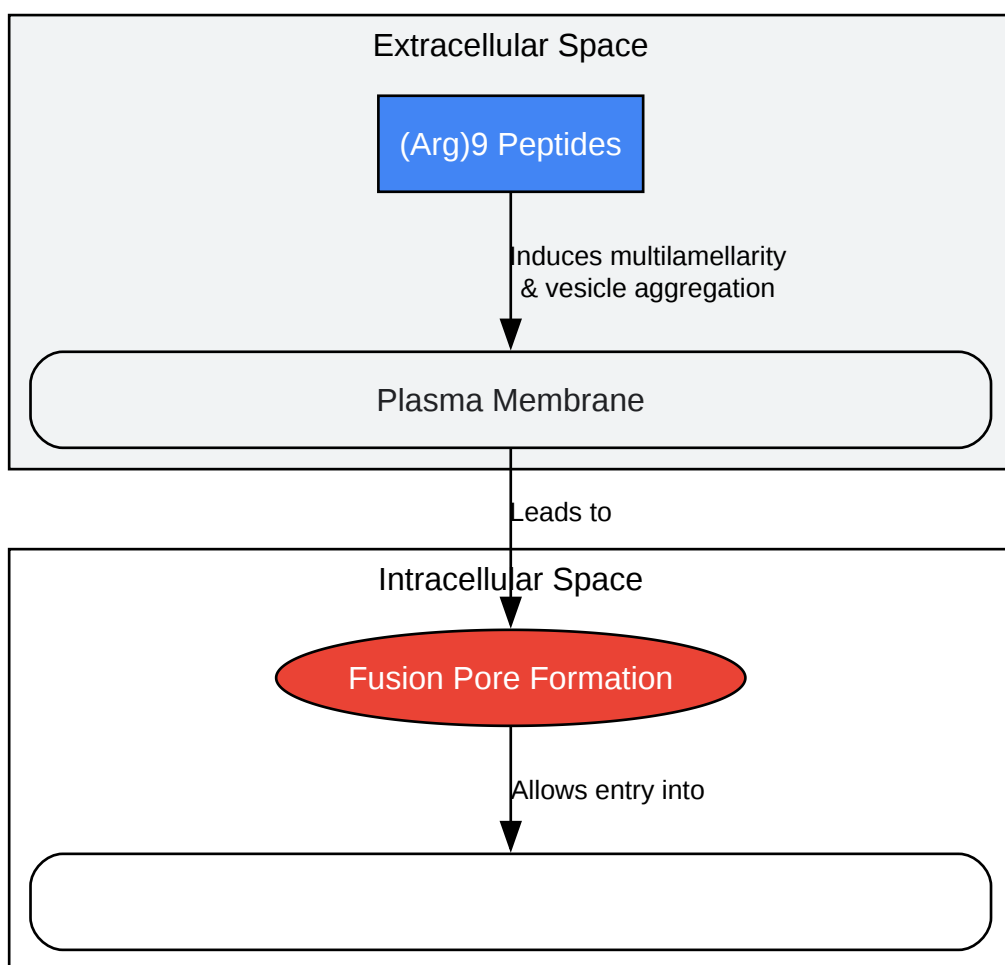 Extracellular Space
(Arg)9 Peptides
Induces multilamellarity
& vesicle aggregation
Plasma Membrane
Leads to
Intracellular Space
Fusion Pore Formation
Allows entry into